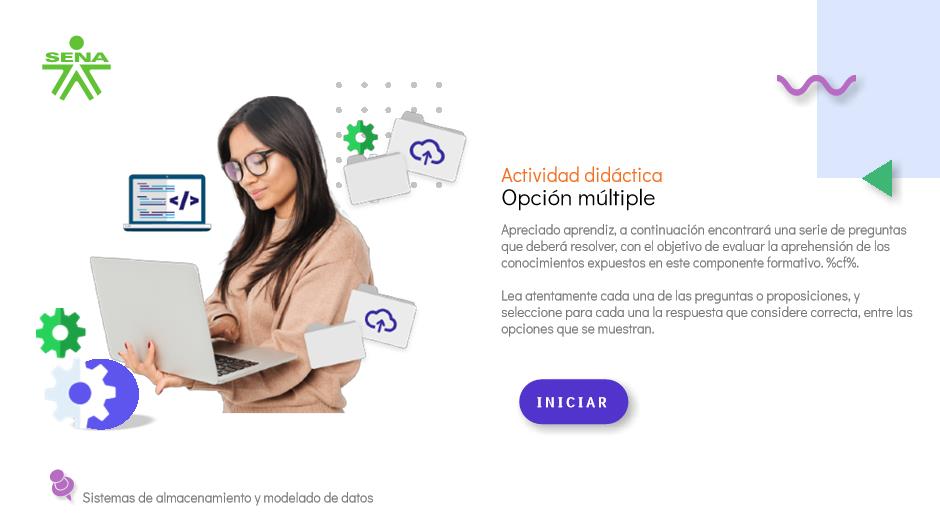 SENA
</>
Actividad didáctica
Opción múltiple
Apreciado aprendiz, a continuación encontrará una serie de preguntas
que deberá resolver, con el objetivo de evaluar la aprehensión de los
conocimientos expuestos en este componente formativo. %cf%.
Lea atentamente cada una de las preguntas o proposiciones, y
seleccione para cada una la respuesta que considere correcta, entre las
opciones que se muestran.
INICIAR
Sistemas de almacenamiento y modelado de datos